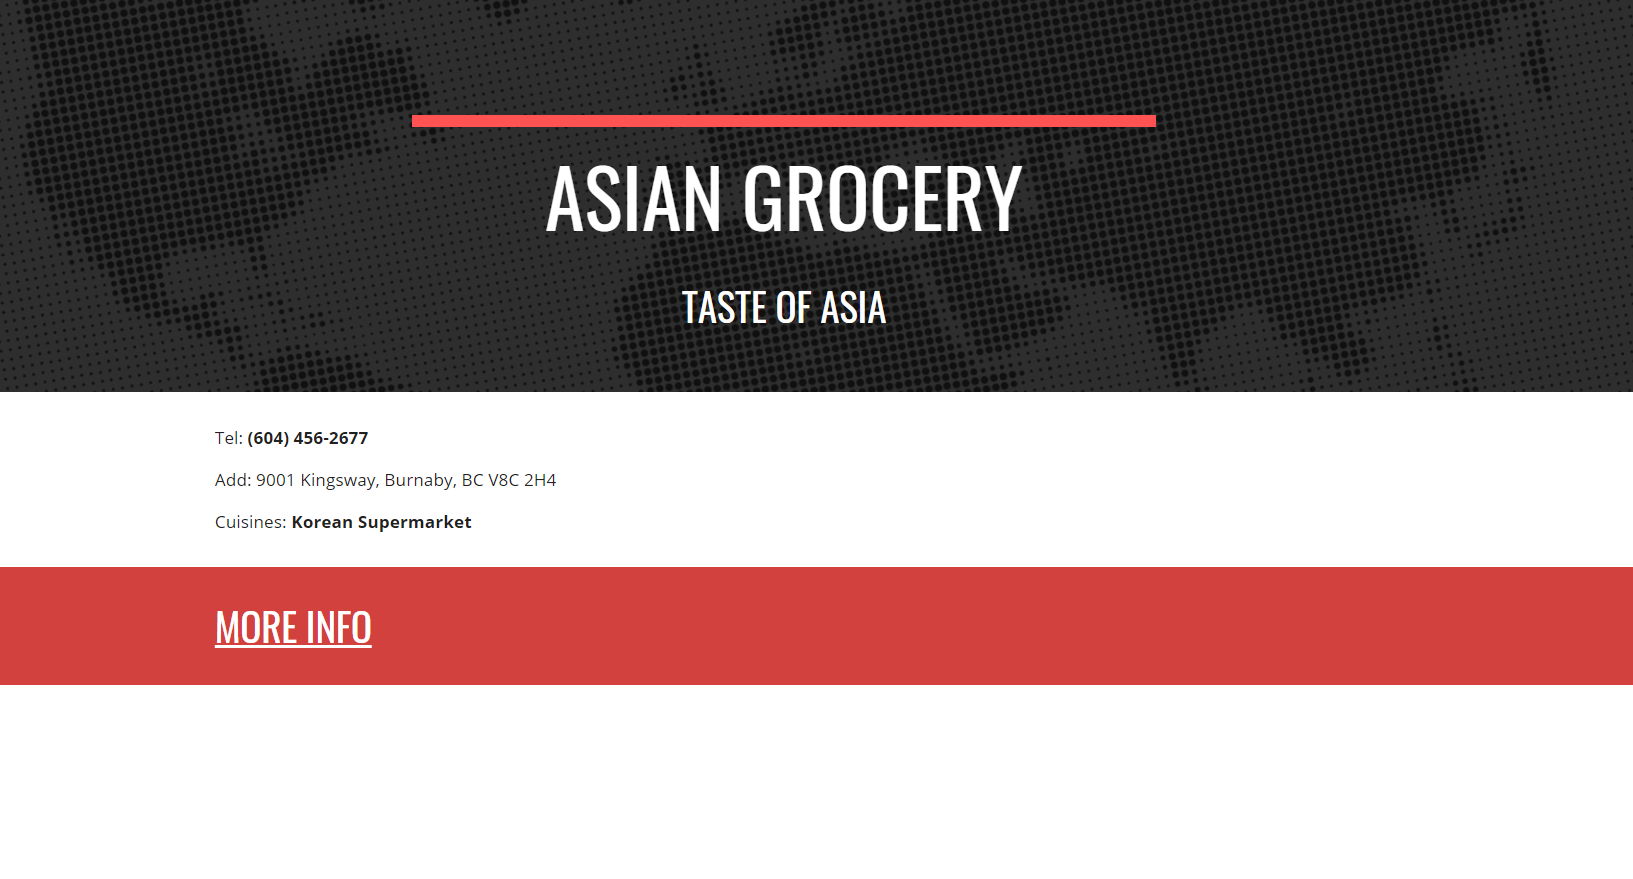 ASIAN GROCERY
TASTE OF ASIA
Tel: (604) 456-2677
Add: 9001 Kingsway, Burnaby, BC V8C 2H4
Cuisines: Korean Supermarket
MORE INFO